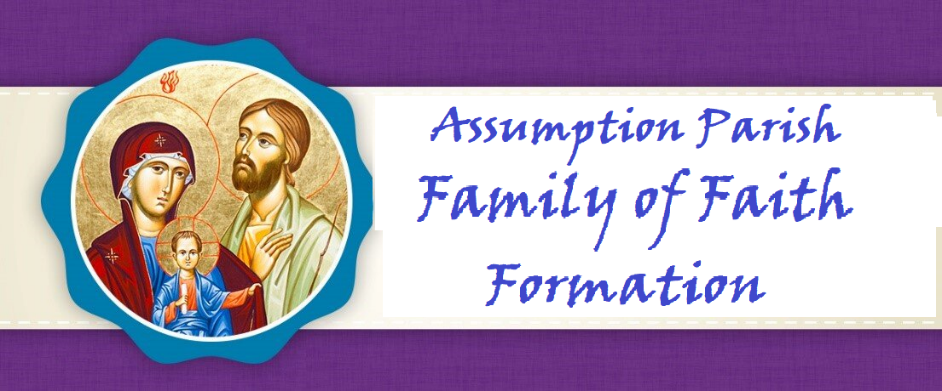 Assumption Parish
Family of Faith
Formation